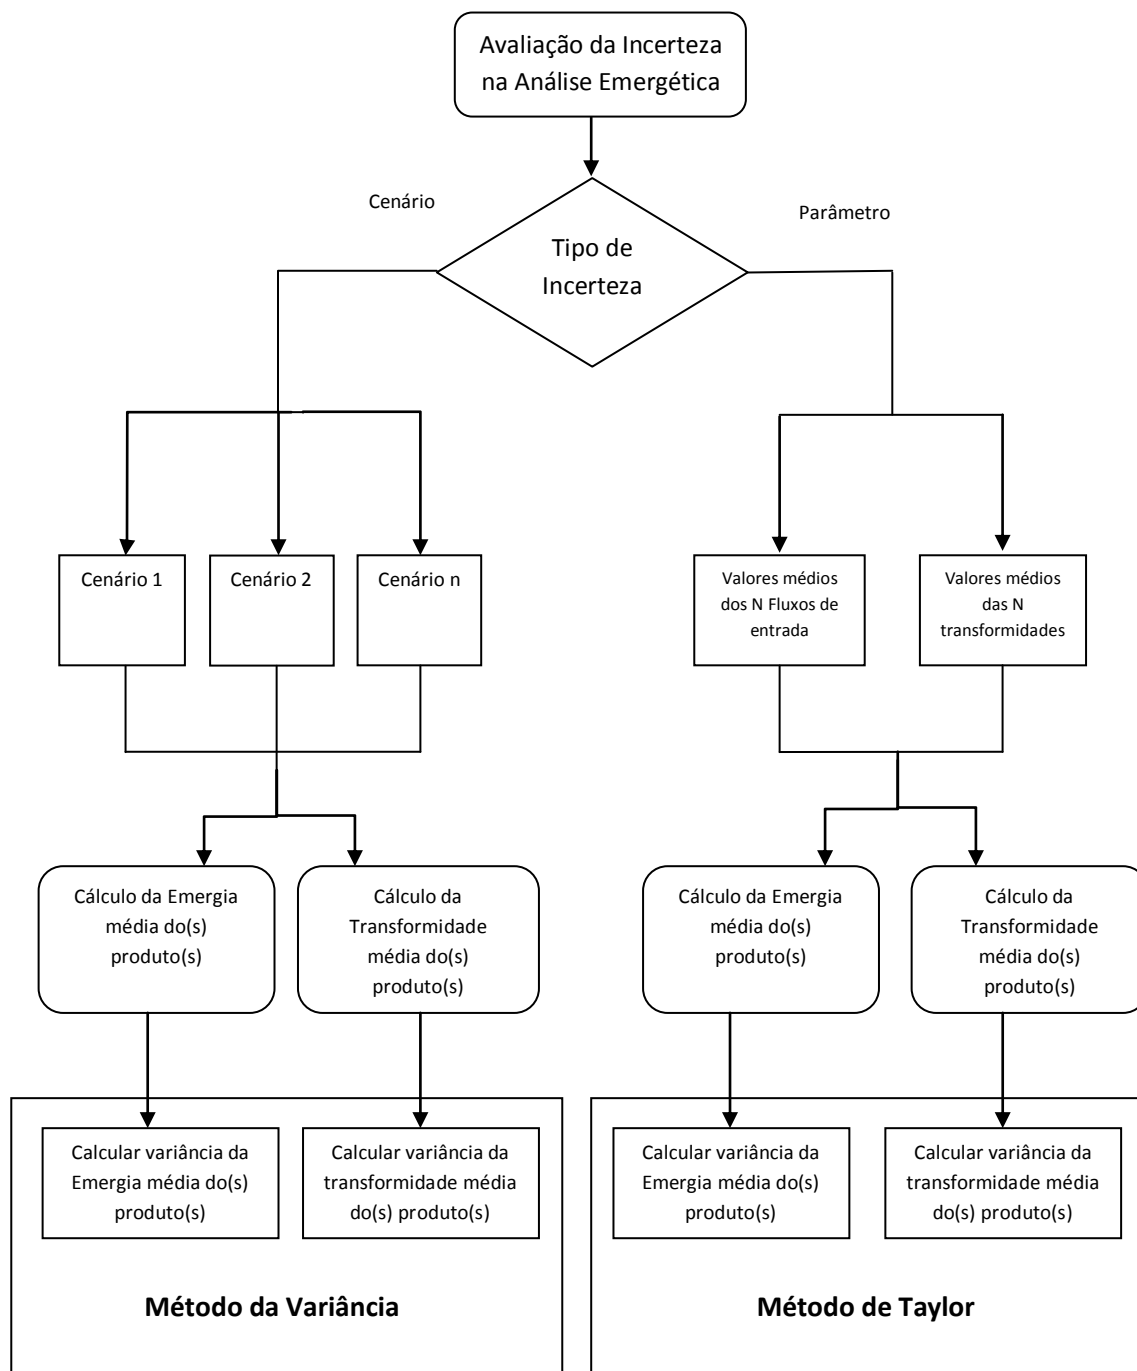 Avaliação da Incerteza
na Análise Emergética
Cenário
Parâmetro
Tipo de
Incerteza
Cenário 1
Cenário 2
Cenário n
Valores médios
dos N Fluxos de
entrada
Valores médios
das N
transformidades
Cálculo da Emergia
média do(s)
produto(s)
Cálculo da
Transformidade
média do(s)
produto(s)
Cálculo da Emergia
média do(s)
produto(s)
Cálculo da
Transformidade
média do(s)
produto(s)
Calcular variância da
Emergia média do(s)
produto(s)
Calcular variância da
transformidade média
do(s) produto(s)
Calcular variância da
Emergia média do(s)
produto(s)
Calcular variância da
transformidade média
do(s) produto(s)
Método da Variância
Método de Taylor